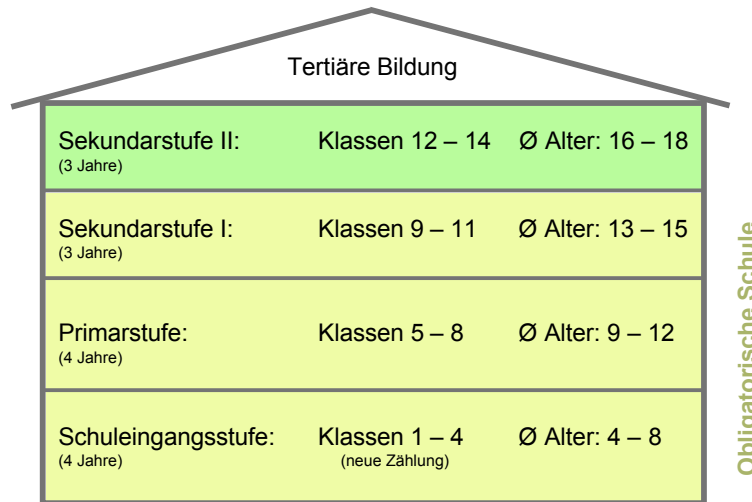 Tertiäre Bildung
Sekundarstufe II: Klassen 12 – 14 Ø Alter: 16 – 18
(3 Jahre)
Sekundarstufe I: Klassen 9 – 11 Ø Alter: 13 – 15
(3 Jahre)
Primarstufe: Klassen 5 – 8 Ø Alter: 9 – 12
(4 Jahre)
Schuleingangsstufe: Klassen 1 – 4 Ø Alter: 4 – 8
(4 Jahre) (neue Zählung)
Obligatorische Schule